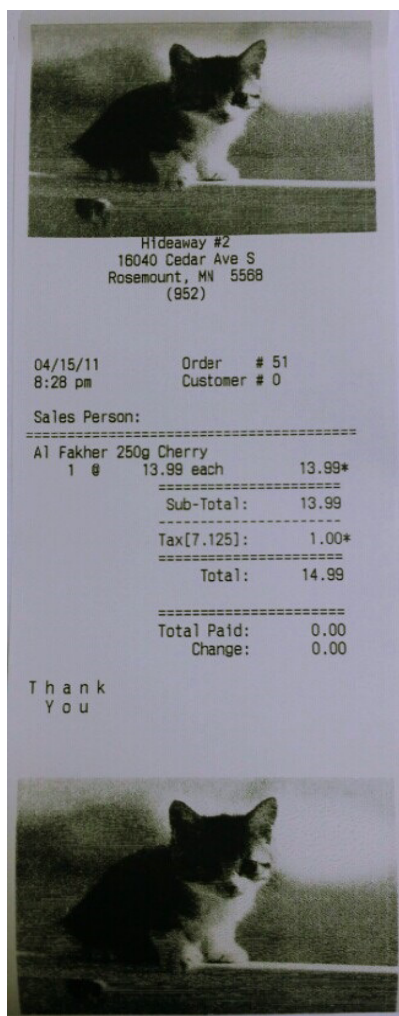 Hideaway #2
16040 Cedar Ave S
Rosemount, MN 5568
(952)
04/15/11 Order # 51
8:28 pm Customer # 0
Sales Person:
========================================
Al Fakher 250g Cherry
1 @ 13.99 each 13.99*
======================
Sub-Total: 13.99
----------------------
Tax[7.125]: 1.00*
======================
Total: 14.99
======================
Total Paid: 0.00
Change: 0.00
T h a n k
Y o u